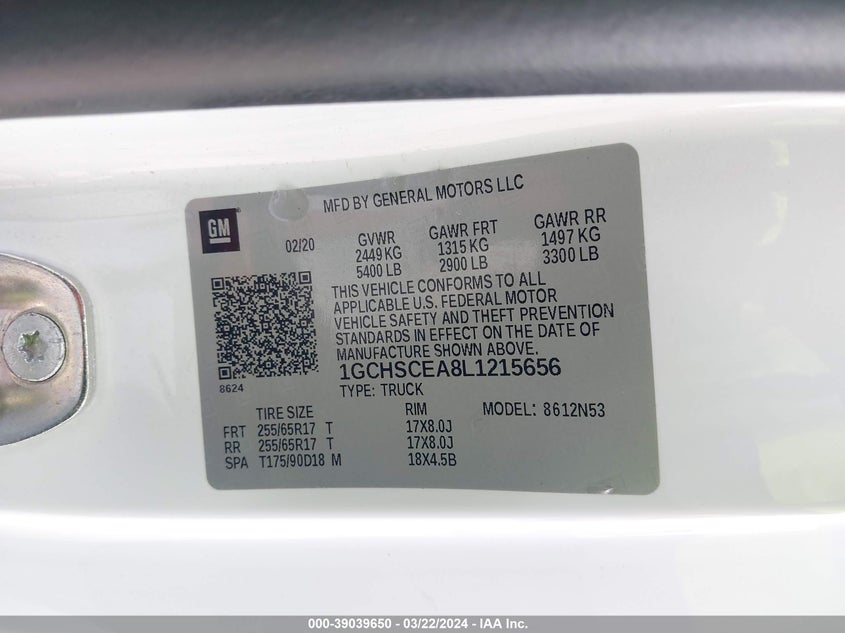 MFD BY GENERAL MOTORS LLC
GM
02/20 GVWR GAWR FRT GAWR RR
2449 KG 1315 KG 1497 KG
5400 LB 2900 LB 3300 LB
THIS VEHICLE CONFORMS TO ALL
APPLICABLE U.S. FEDERAL MOTOR
VEHICLE SAFETY AND THEFT PREVENTION
STANDARDS IN EFFECT ON THE DATE OF
MANUFACTURE SHOWN ABOVE.
8624
1GCHSCEA8L1215656
TYPE: TRUCK
TIRE SIZE RIM MODEL: 8612N53
FRT 255/65R17 T 17X8.0J
RR 255/65R17 T 17X8.0J
SPA T175/90D18 M 18X4.5B
000-39039650 - 03/22/2024 - IAA Inc.